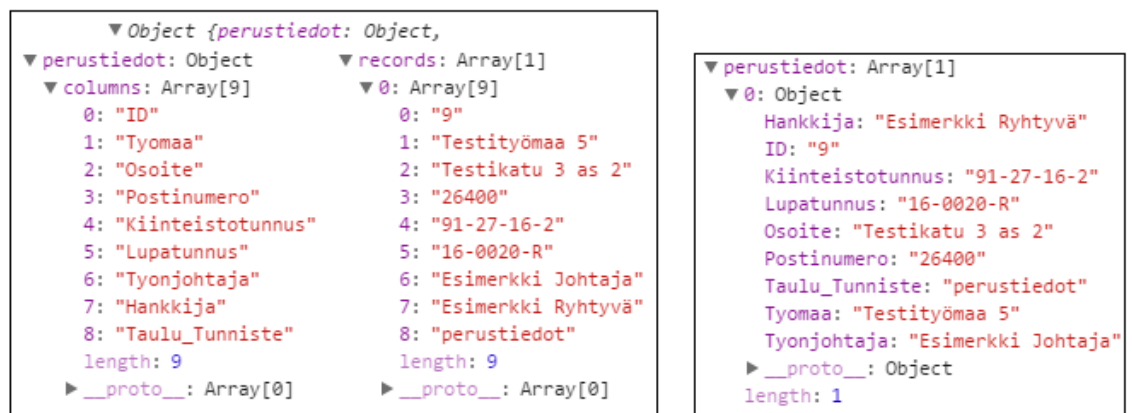 ▼ Object {perustiedot: Object,
▼ perustiedot: Object
▼ columns: Array[9]
0: "ID"
1: "Tyomaa"
2: "Osoite"
3: "Postinumero"
4: "Kiinteistotunnus"
5: "Lupatunnus"
6: "Tyonjohtaja"
7: "Hankkija"
8: "Taulu_Tunniste"
length: 9
▶ __proto__: Array[0]
▼ records: Array[1]
▼ 0: Array[9]
0: "9"
1: "Testityömaa 5"
2: "Testikatu 3 as 2"
3: "26400"
4: "91-27-16-2"
5: "16-0020-R"
6: "Esimerkki Johtaja"
7: "Esimerkki Ryhtyvä"
8: "perustiedot"
length: 9
▶ __proto__: Array[0]
▼ perustiedot: Array[1]
▼ 0: Object
Hankkija: "Esimerkki Ryhtyvä"
ID: "9"
Kiinteistotunnus: "91-27-16-2"
Lupatunnus: "16-0020-R"
Osoite: "Testikatu 3 as 2"
Postinumero: "26400"
Taulu_Tunniste: "perustiedot"
Tyomaa: "Testityömaa 5"
Tyonjohtaja: "Esimerkki Johtaja"
▶ __proto__: Object
length: 1